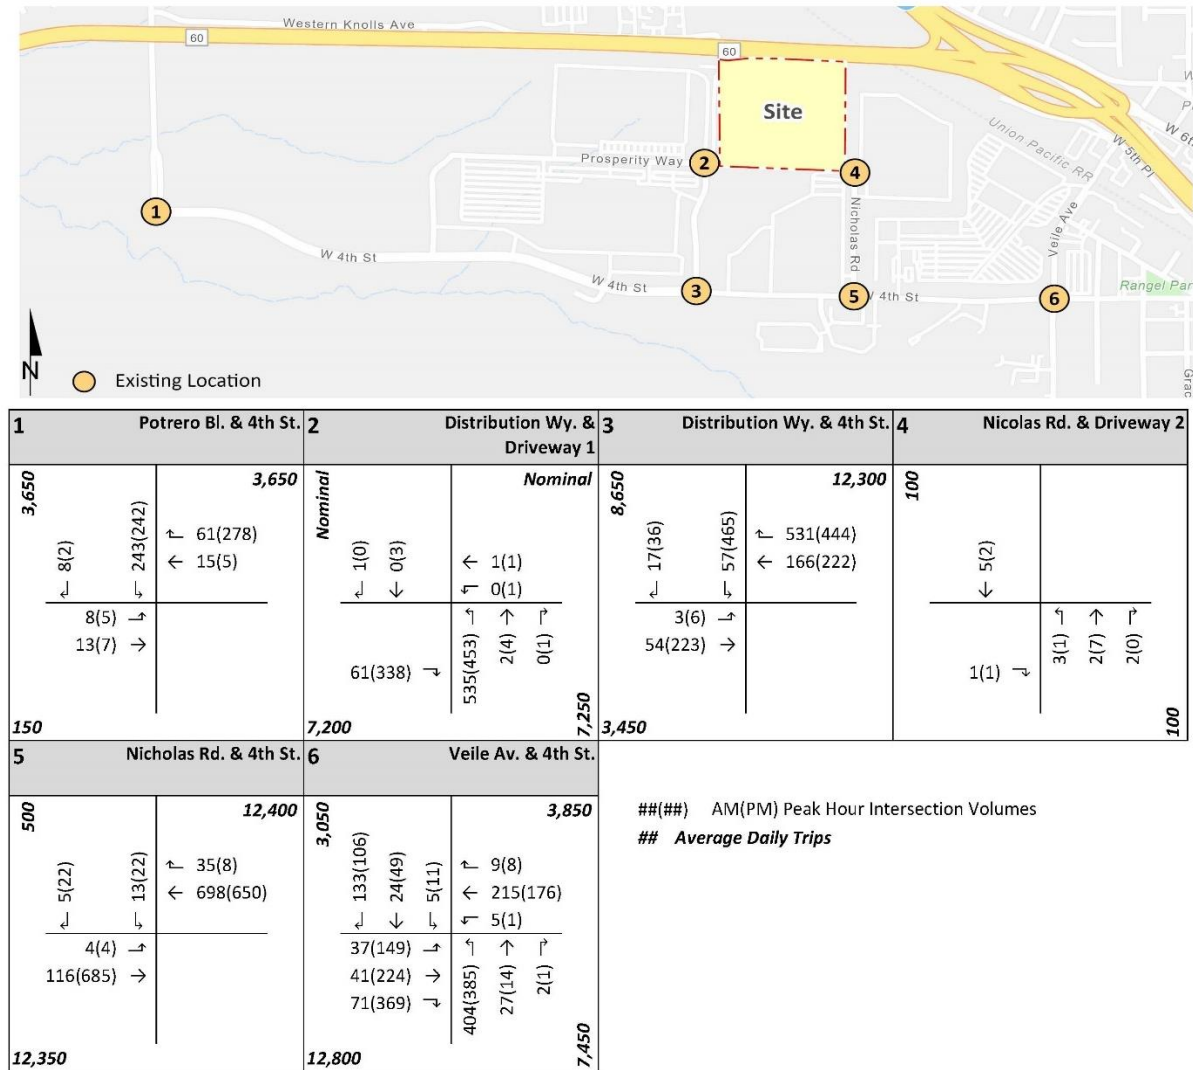 Western Knolls Ave
60
60
Site
Union Pacific RR
W 6th
W 5th Pl
Prosperity Way
2
4
1
Nicholas Rd
Veile Ave
W 4th St
W 4th St
3
5
W 4th St
6
Rangel Par
Grac
N
Existing Location
1 Potrero Bl. & 4th St.
3,650
3,650
8(2)
243(242)
61(278)
15(5)
8(5)
13(7)
150
2 Distribution Wy. &
Driveway 1
Nominal
Nominal
1(0)
0(3)
1(1)
0(1)
61(338)
535(453)
2(4)
0(1)
7,200
7,250
3 Distribution Wy. & 4th St.
8,650
12,300
17(36)
57(465)
531(444)
166(222)
3(6)
54(223)
3,450
4 Nicolas Rd. & Driveway 2
100
5(2)
1(1)
3(1)
2(7)
2(0)
100
5 Nicholas Rd. & 4th St.
500
12,400
5(22)
13(22)
35(8)
698(650)
4(4)
116(685)
12,350
6 Veile Av. & 4th St.
3,050
3,850
133(106)
24(49)
5(11)
9(8)
215(176)
5(1)
37(149)
41(224)
71(369)
404(385)
27(14)
2(1)
12,800
7,450
##(##) AM(PM) Peak Hour Intersection Volumes
## Average Daily Trips